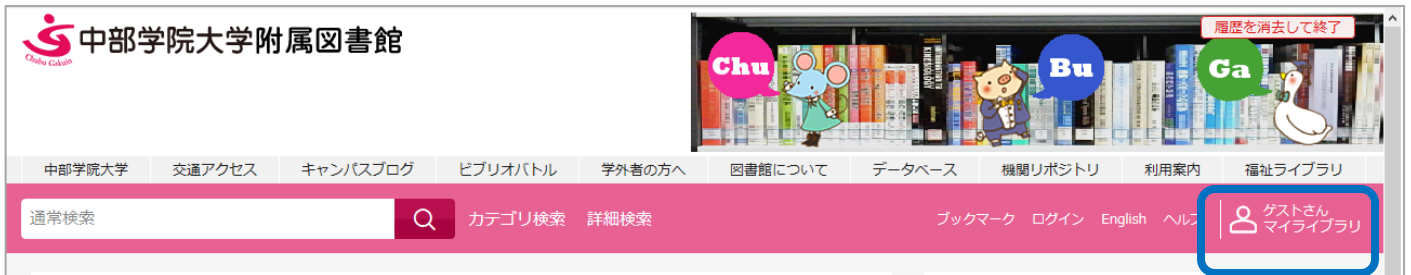 中部学院大学附属図書館
Chubu Gakuin
履歴を消去して終了
Chu
Bu
Ga
中部学院大学 交通アクセス キャンパスブログ ビブリオバトル 学外者の方へ 図書館について データベース 機関リポジトリ 利用案内 福祉ライブラリ
通常検索 カテゴリ検索 詳細検索 ブックマーク ログイン English ヘルプ ゲストさん
マイライブラリ